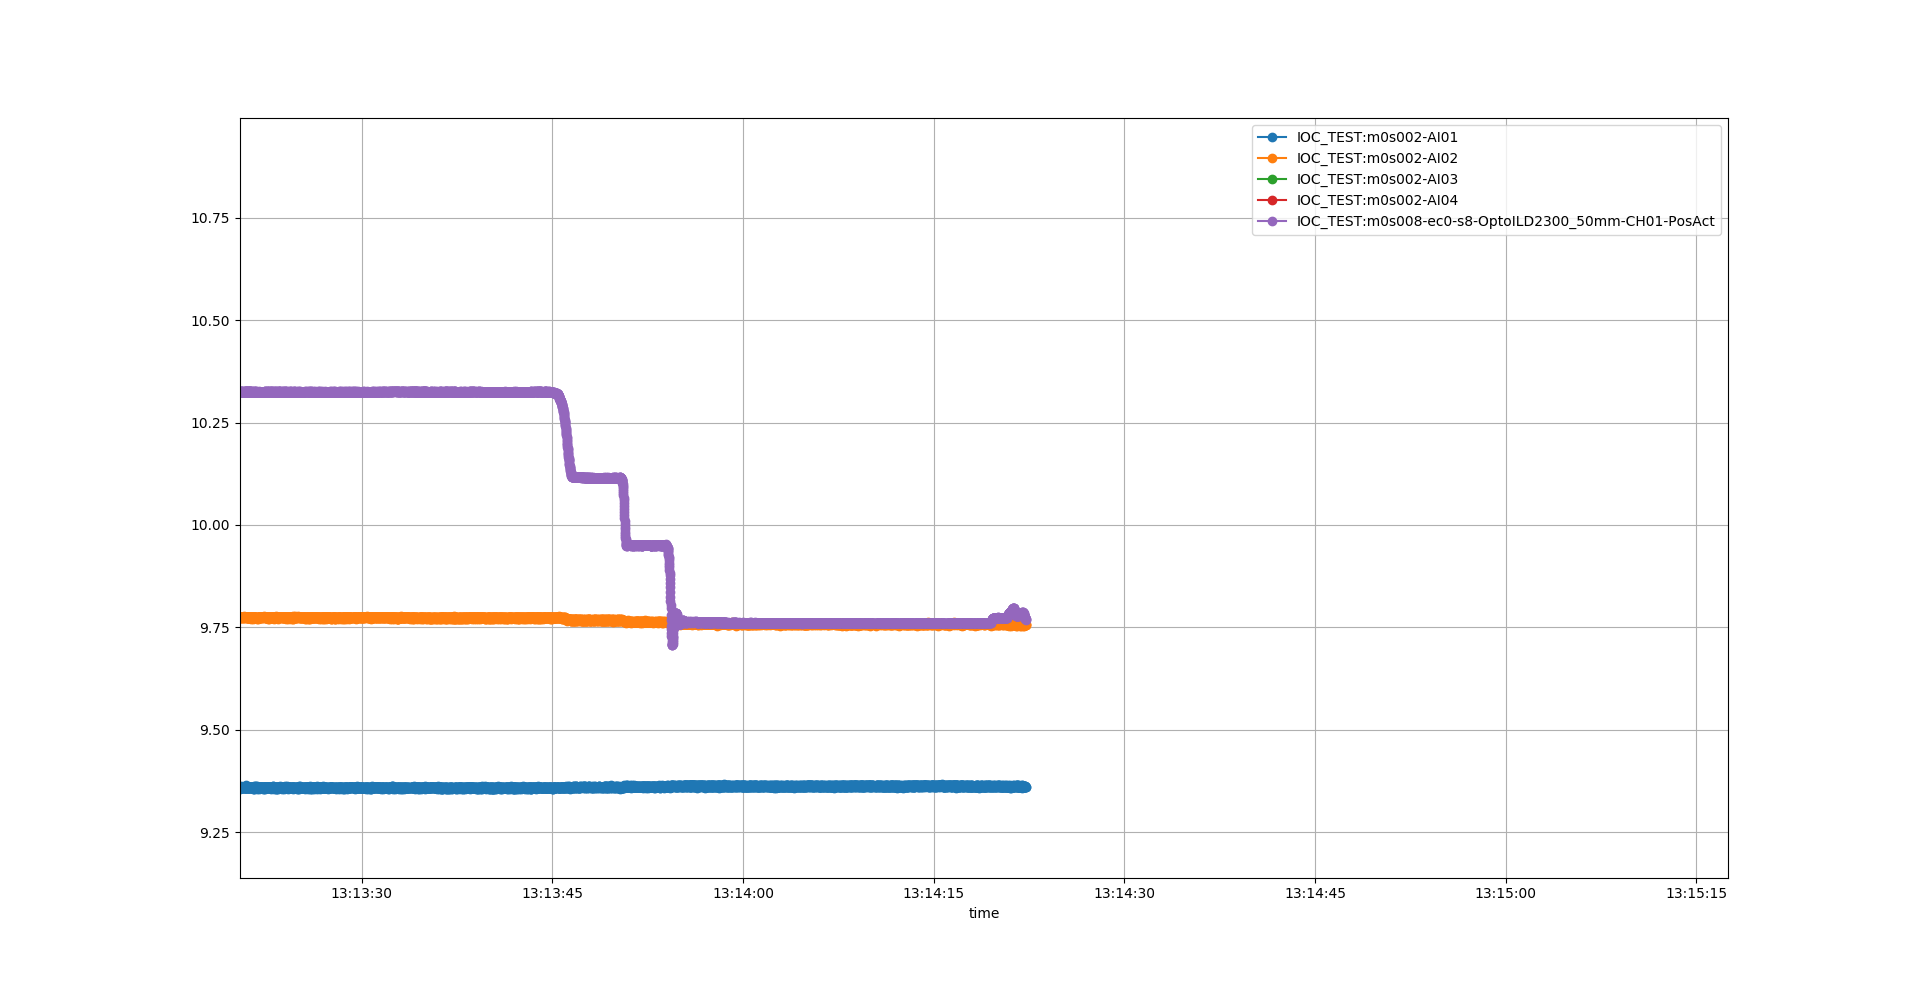 IOC_TEST:m0s002-AI01
IOC_TEST:m0s002-AI02
IOC_TEST:m0s002-AI03
IOC_TEST:m0s002-AI04
IOC_TEST:m0s008-ec0-s8-OptoILD2300_50mm-CH01-PosAct
10.75
10.50
10.25
10.00
9.75
9.50
9.25
13:13:30 13:13:45 13:14:00 13:14:15 13:14:30 13:14:45 13:15:00 13:15:15
time